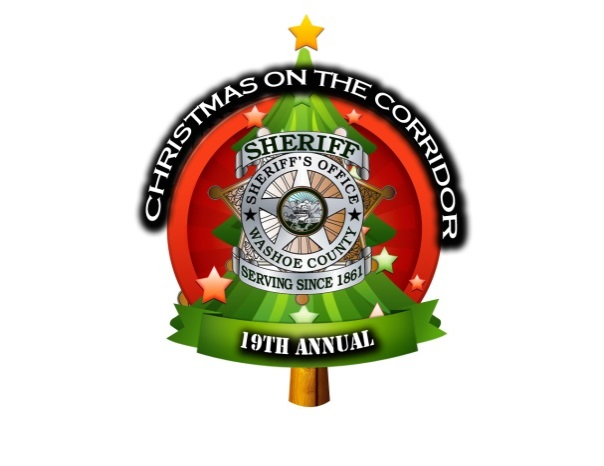 CHRISTMAS ON THE CORRIDOR
SHERIFF
SHERIFF'S OFFICE
WASHOE COUNTY
SERVING SINCE 1861
19TH ANNUAL